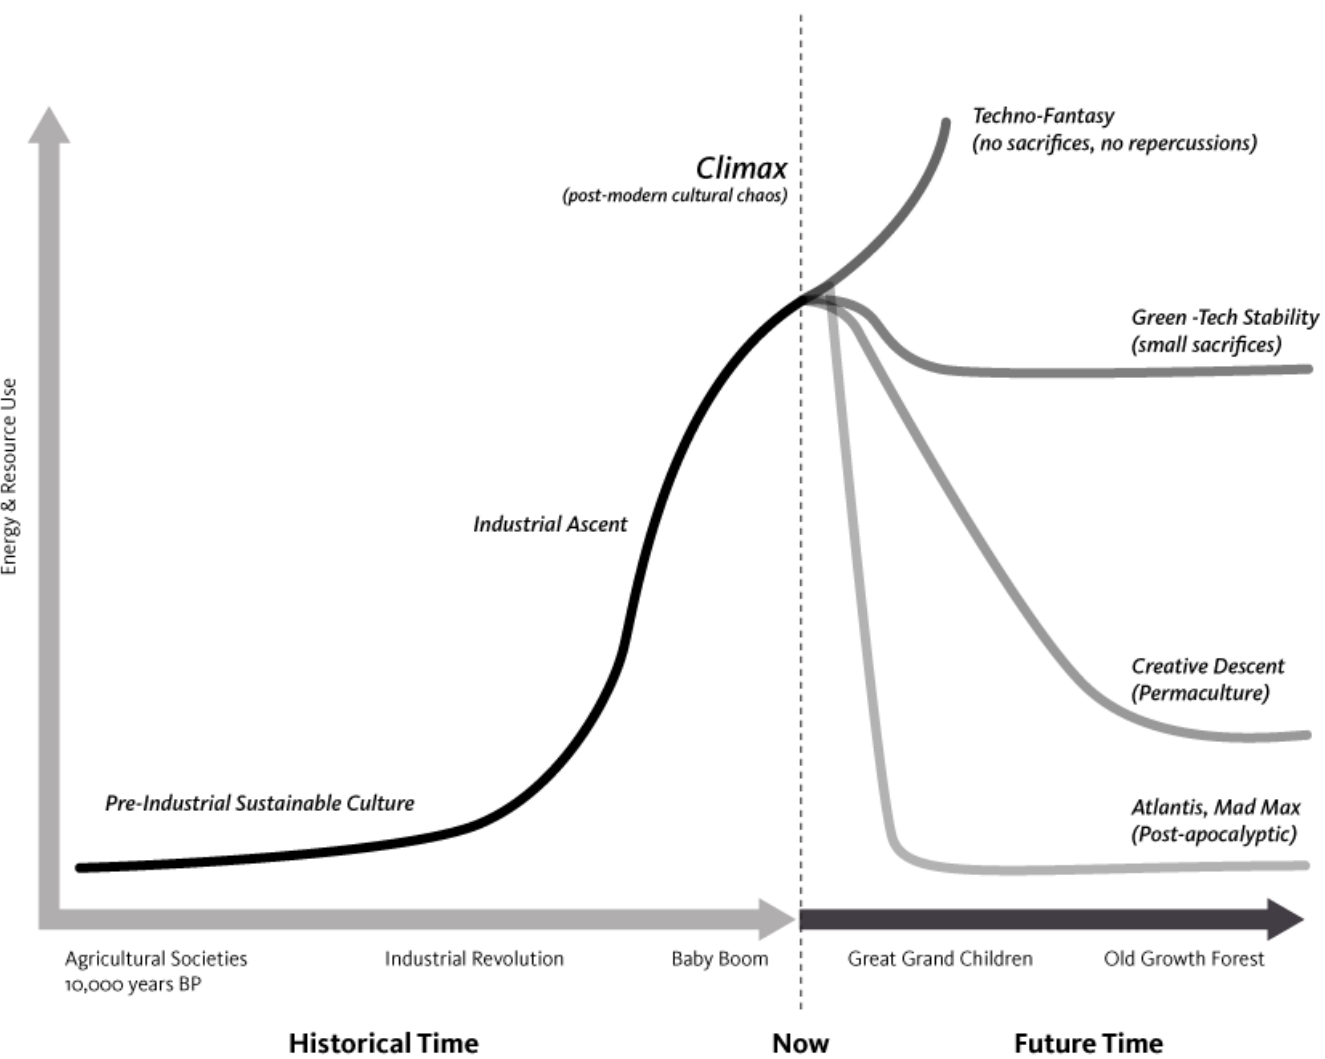 Techno-Fantasy
(no sacrifices, no repercussions)
Climax
(post-modern cultural chaos)
Green -Tech Stability
(small sacrifices)
Energy & Resource Use
Industrial Ascent
Creative Descent
(Permaculture)
Pre-Industrial Sustainable Culture
Atlantis, Mad Max
(Post-apocalyptic)
Agricultural Societies
10,000 years BP
Industrial Revolution
Baby Boom
Great Grand Children
Old Growth Forest
Historical Time
Now
Future Time